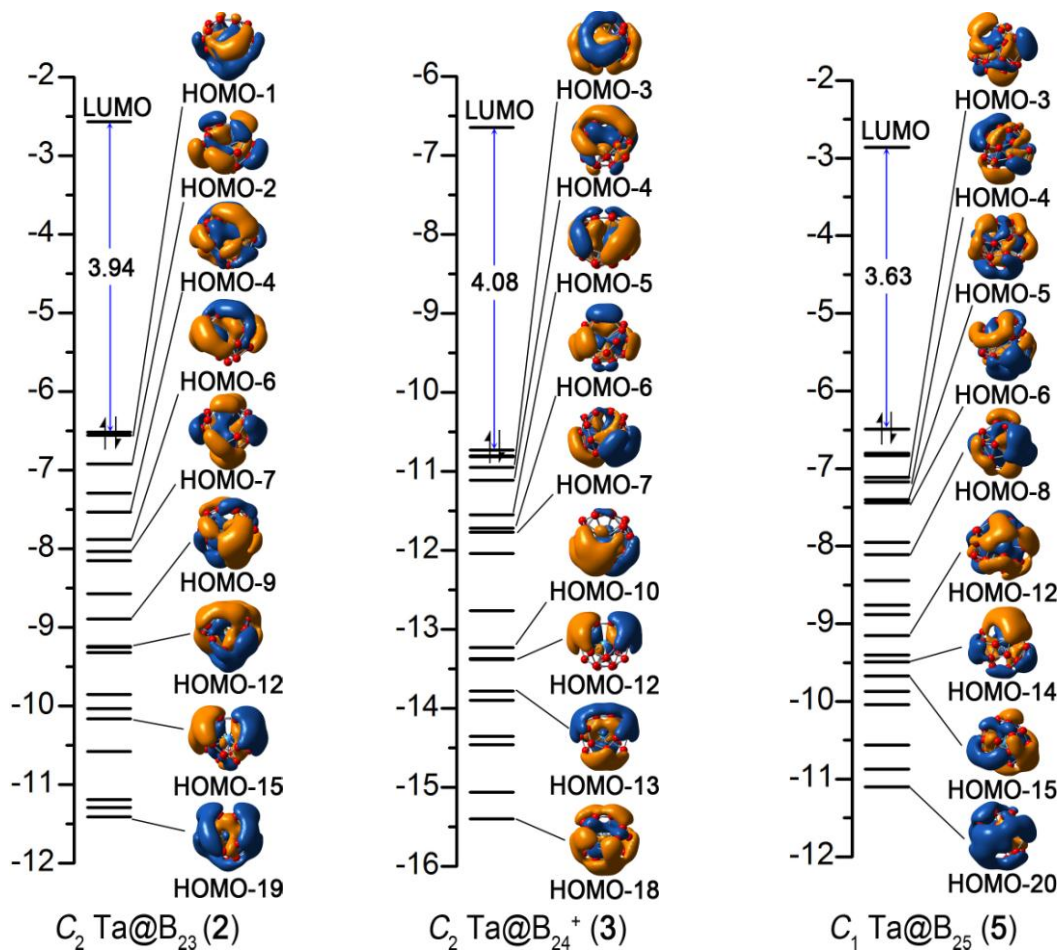 -2
-3
-4
-5
-6
-7
-8
-9
-10
-11
-12
LUMO
3.94
HOMO-1
HOMO-2
HOMO-4
HOMO-6
HOMO-7
HOMO-9
HOMO-12
HOMO-15
HOMO-19
C₂ Ta@B₂₃ (2)
-6
-7
-8
-9
-10
-11
-12
-13
-14
-15
-16
LUMO
4.08
HOMO-3
HOMO-4
HOMO-5
HOMO-6
HOMO-7
HOMO-10
HOMO-12
HOMO-13
HOMO-18
C₂ Ta@B₂₄⁺ (3)
-2
-3
-4
-5
-6
-7
-8
-9
-10
-11
-12
LUMO
3.63
HOMO-3
HOMO-4
HOMO-5
HOMO-6
HOMO-8
HOMO-12
HOMO-14
HOMO-15
HOMO-20
C₁ Ta@B₂₅ (5)